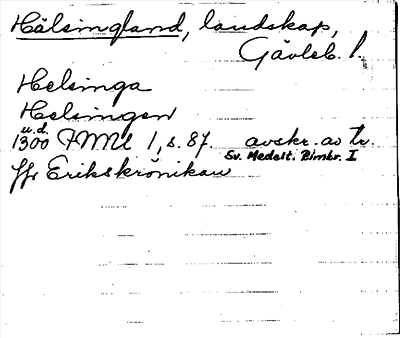 Hälsingland, landskap,
Gävleb. l.
Helsinga
Helsingen
u.d.
1300 FMU 1, s. 87. avskr. av tr.
Sv. Medelt. Rimkr. I
ffr Erikskrönikan